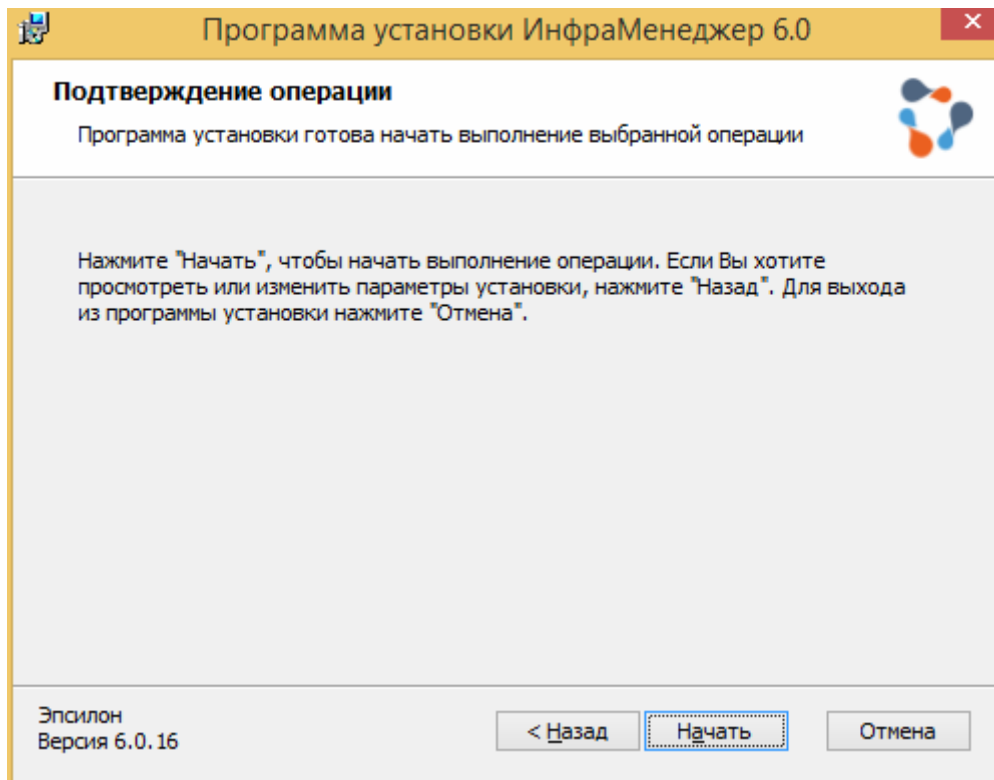 Программа установки ИнфраМенеджер 6.0
Подтверждение операции
Программа установки готова начать выполнение выбранной операции
Нажмите "Начать", чтобы начать выполнение операции. Если Вы хотите
просмотреть или изменить параметры установки, нажмите "Назад". Для выхода
из программы установки нажмите "Отмена".
Эпсилон
Версия 6.0.16
< Назад
Начать
Отмена